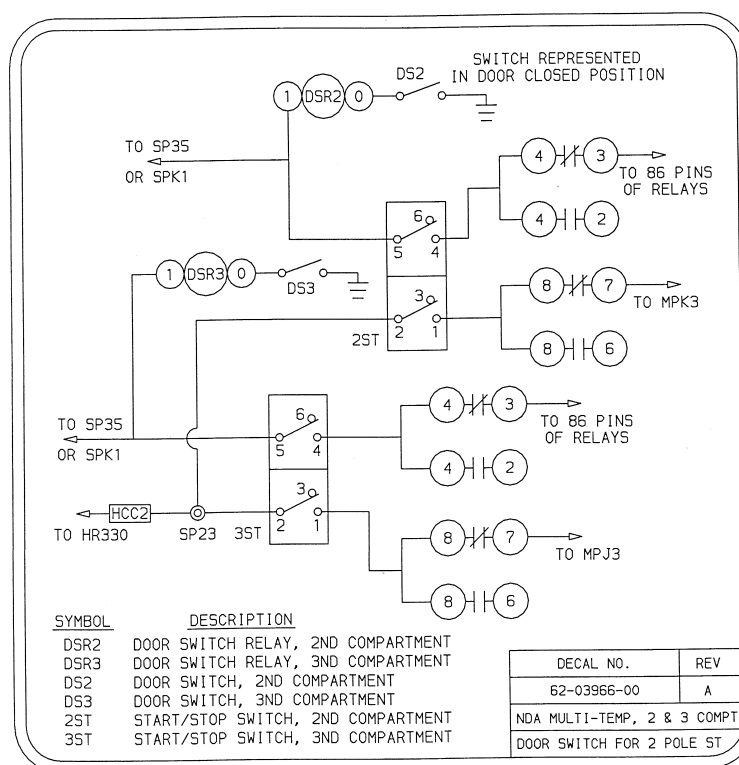 SWITCH REPRESENTED
IN DOOR CLOSED POSITION
DS2
1 DSR2 0
TO SP35
OR SPK1
4 3
TO 86 PINS
OF RELAYS
4 2
6
5 4
1 DSR3 0
DS3
3
2 1
2ST
8 7
TO MPK3
8 6
TO SP35
OR SPK1
6
5 4
4 3
TO 86 PINS
OF RELAYS
4 2
HCC2
TO HR330
SP23
3ST
3
2 1
8 7
TO MPJ3
8 6
SYMBOL DESCRIPTION
DSR2 DOOR SWITCH RELAY, 2ND COMPARTMENT
DSR3 DOOR SWITCH RELAY, 3ND COMPARTMENT
DS2 DOOR SWITCH, 2ND COMPARTMENT
DS3 DOOR SWITCH, 3ND COMPARTMENT
2ST START/STOP SWITCH, 2ND COMPARTMENT
3ST START/STOP SWITCH, 3ND COMPARTMENT
DECAL NO. REV
62-03966-00 A
NDA MULTI-TEMP, 2 & 3 COMPT
DOOR SWITCH FOR 2 POLE ST